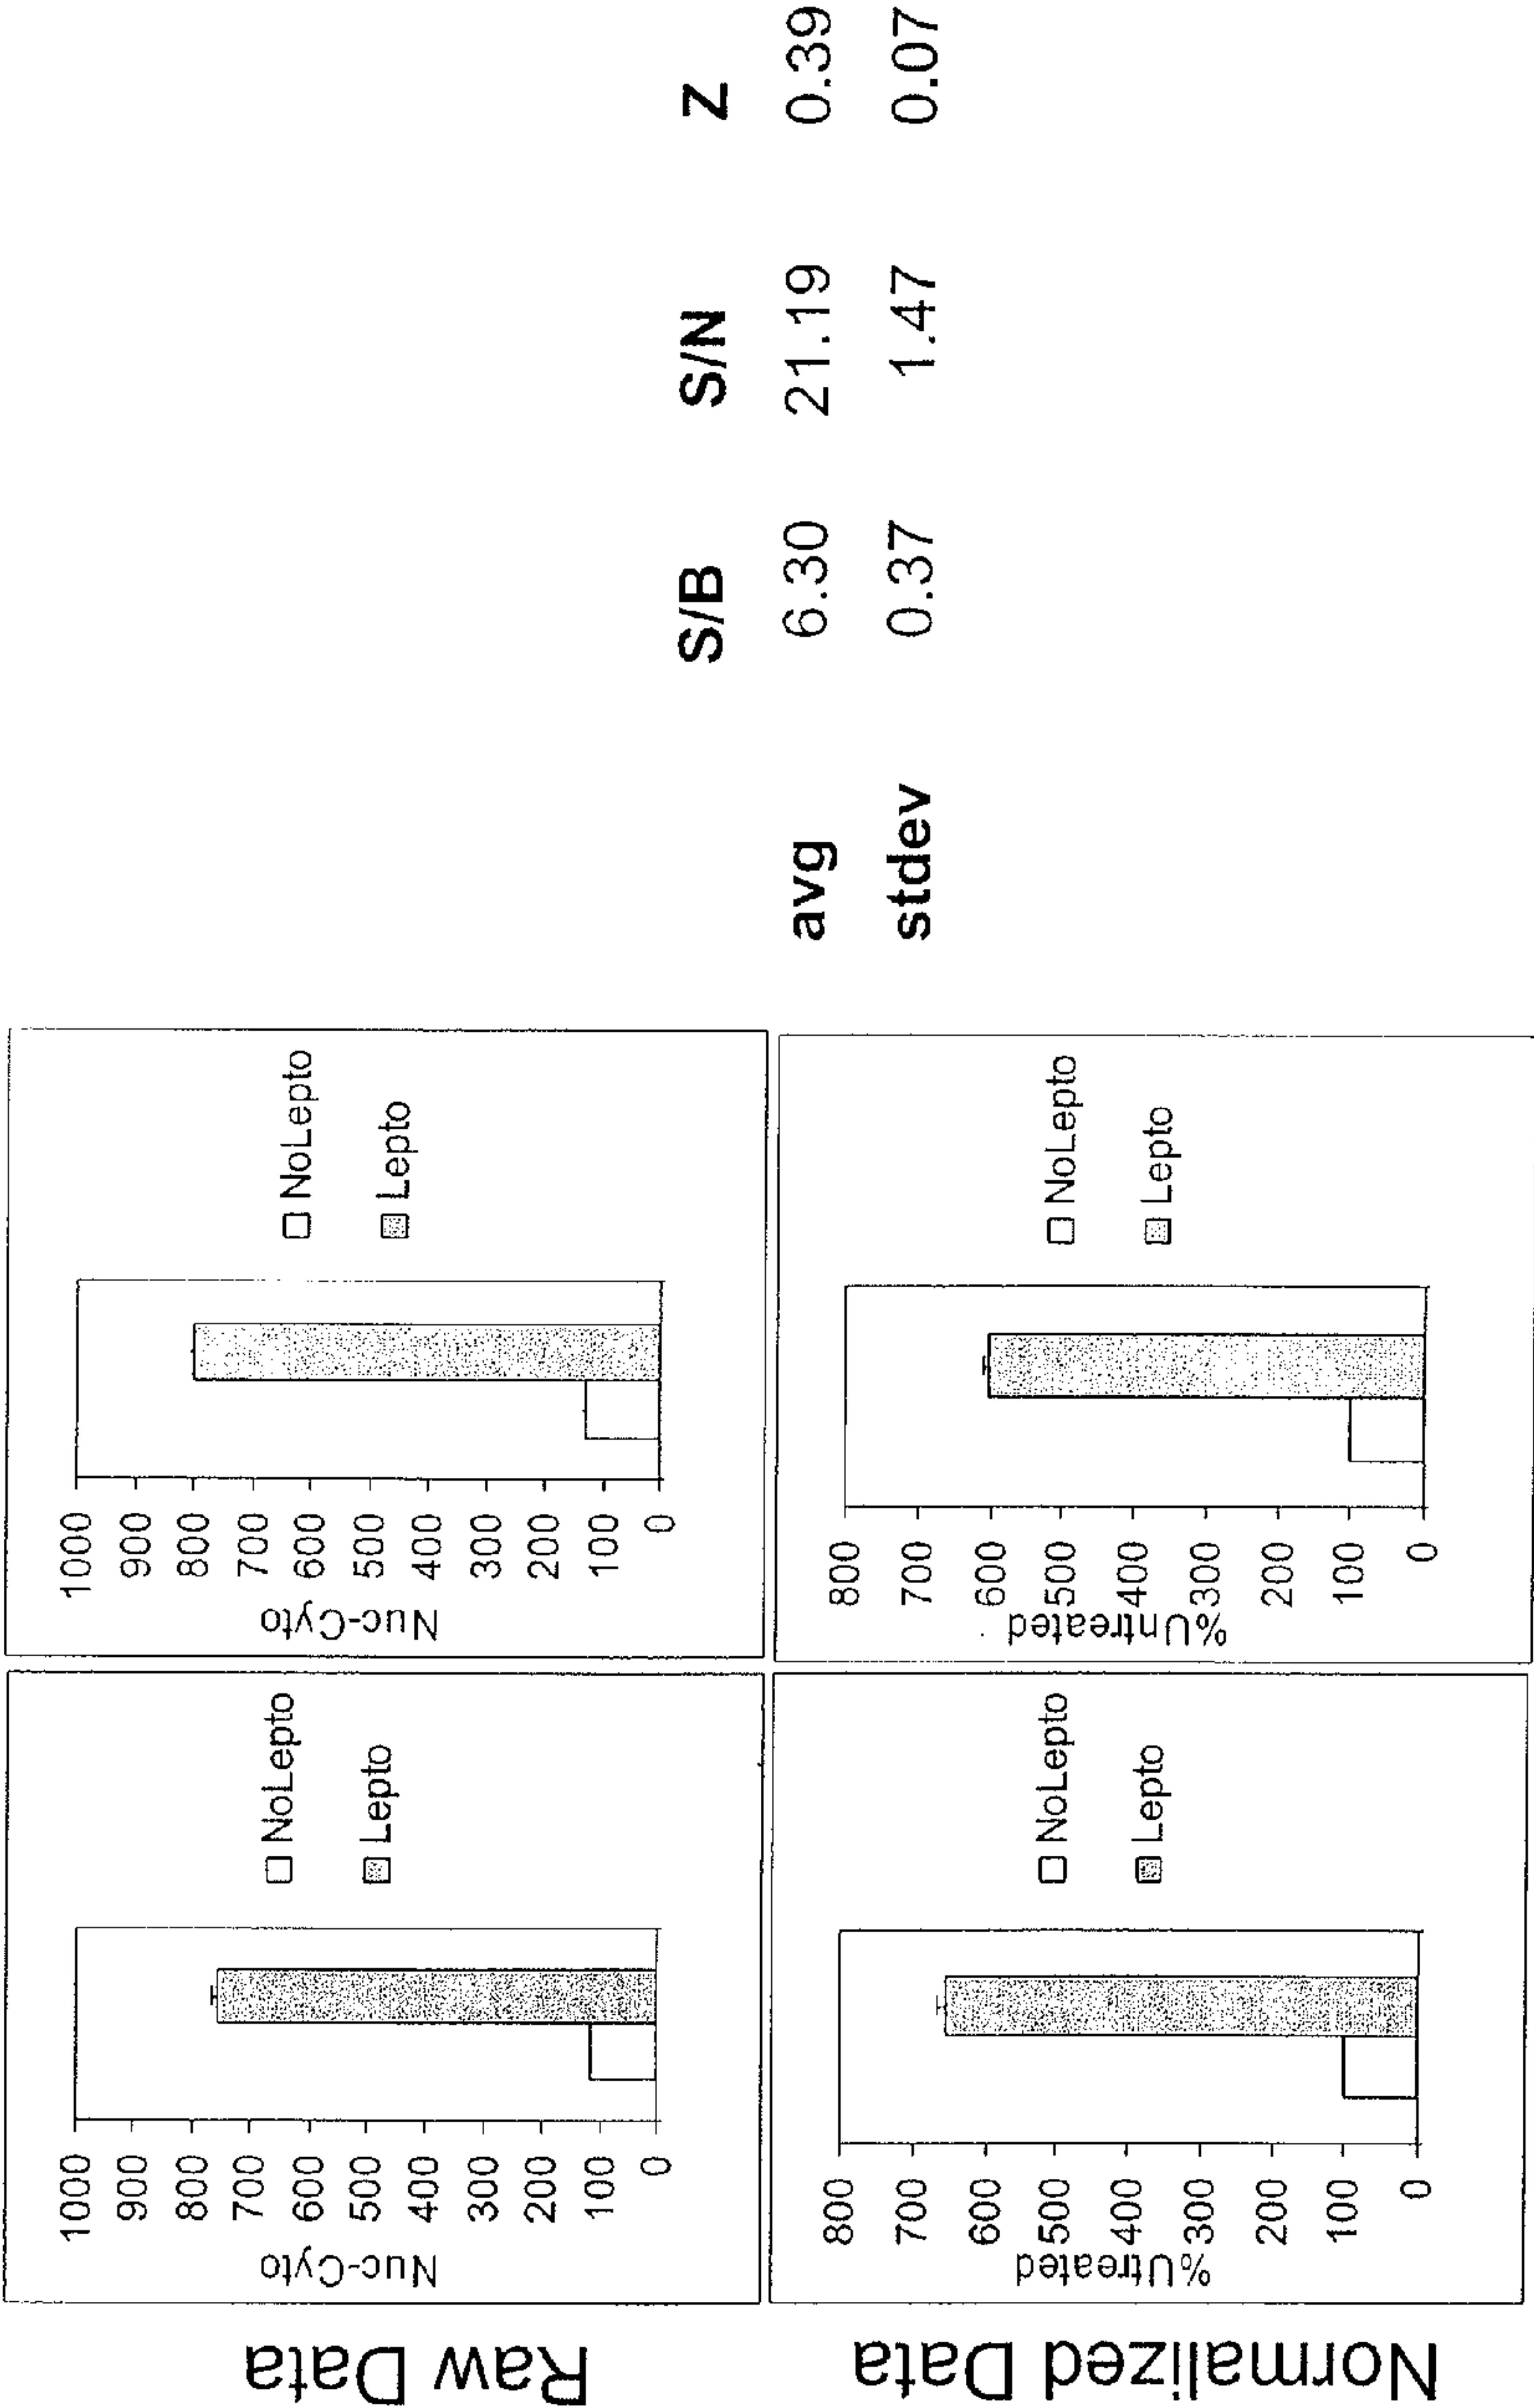 Raw Data
Nuc-Cyto
1000
900
800
700
600
500
400
300
200
100
0
NoLepto
Lepto
Nuc-Cyto
1000
900
800
700
600
500
400
300
200
100
0
NoLepto
Lepto
Normalized Data
%Utreated
800
700
600
500
400
300
200
100
0
NoLepto
Lepto
%Untreated
800
700
600
500
400
300
200
100
0
NoLepto
Lepto
S/B S/N Z
avg 6.30 21.19 0.39
stdev 0.37 1.47 0.07